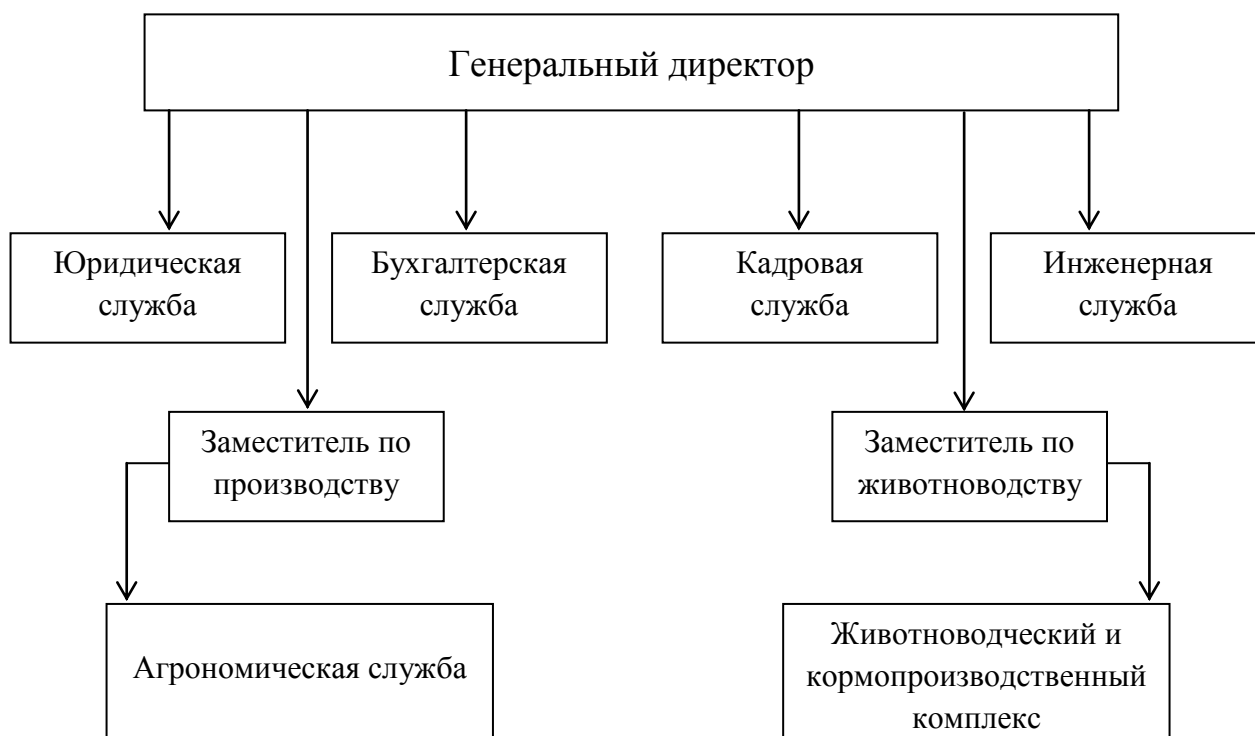 Генеральный директор
Юридическая
служба
Бухгалтерская
служба
Кадровая
служба
Инженерная
служба
Заместитель по
производству
Заместитель по
животноводству
Агрономическая служба
Животноводческий и
кормопроизводственный
комплекс